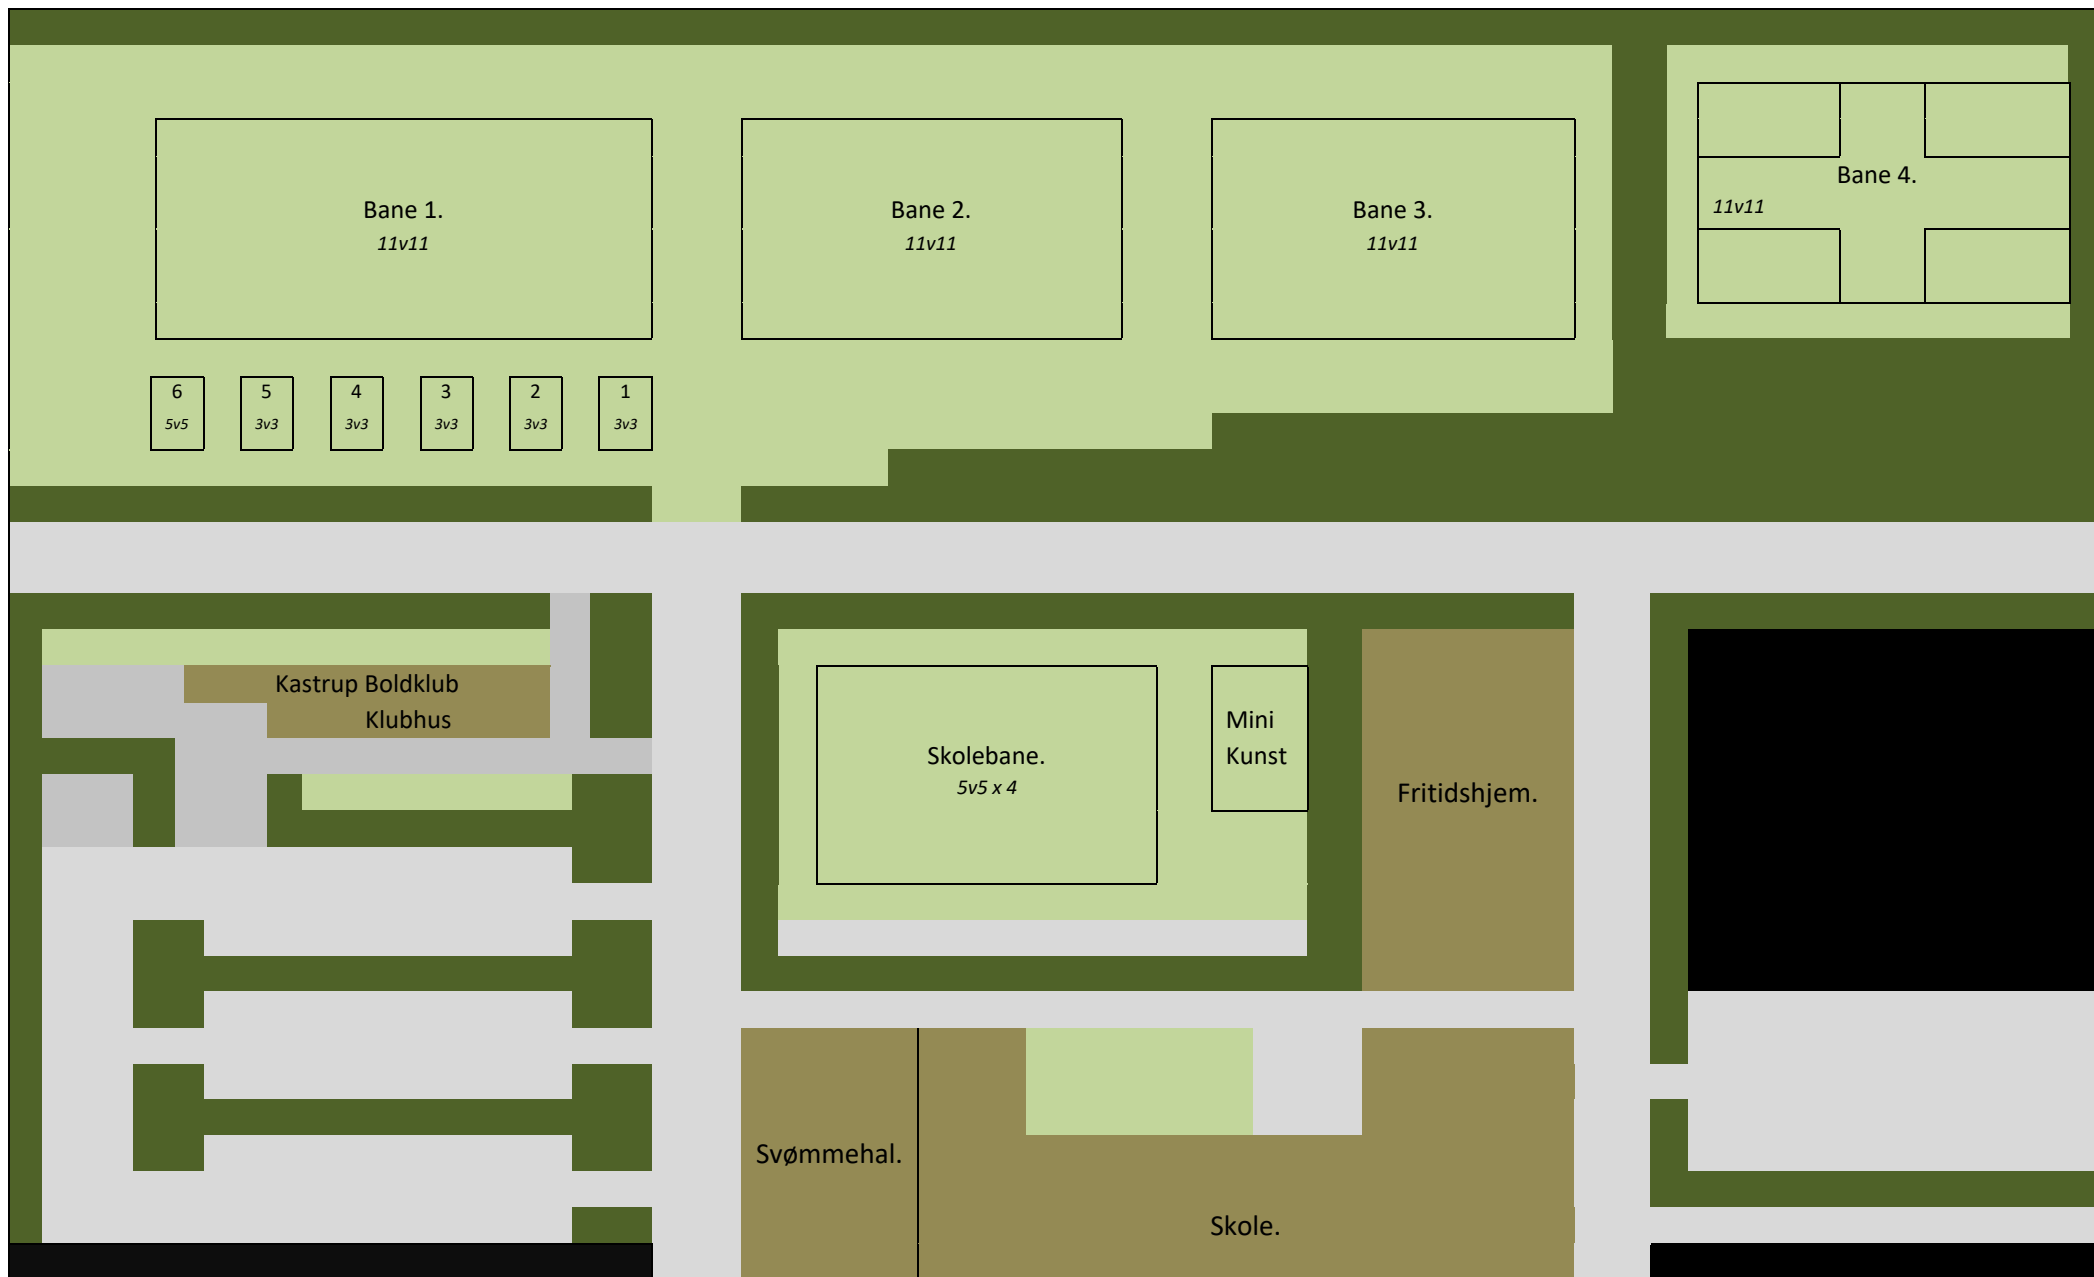 Bane 1.
11v11
Bane 2.
11v11
Bane 3.
11v11
Bane 4.
11v11
6
5v5
5
3v3
4
3v3
3
3v3
2
3v3
1
3v3
Kastrup Boldklub
Klubhus
Skolebane.
5v5 x 4
Mini
Kunst
Fritidshjem.
Svømmehal.
Skole.